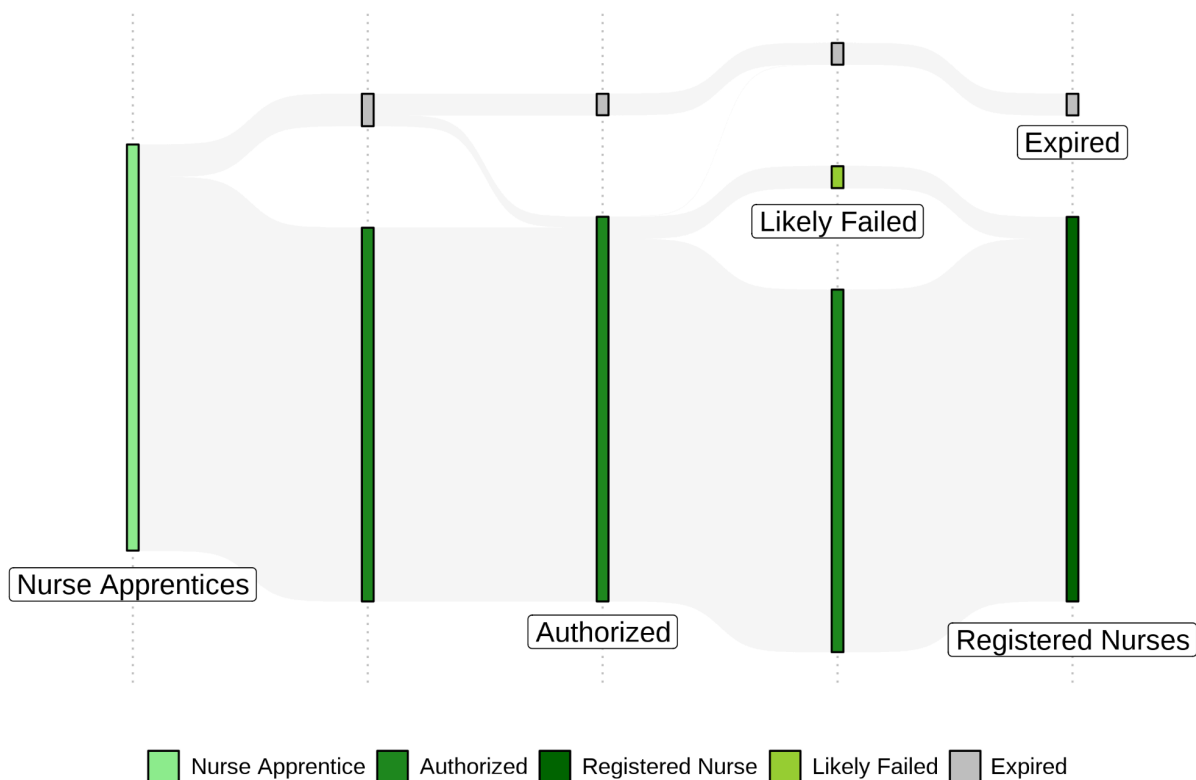 Expired
Likely Failed
Nurse Apprentices
Authorized
Registered Nurses
Nurse Apprentice Authorized Registered Nurse Likely Failed Expired